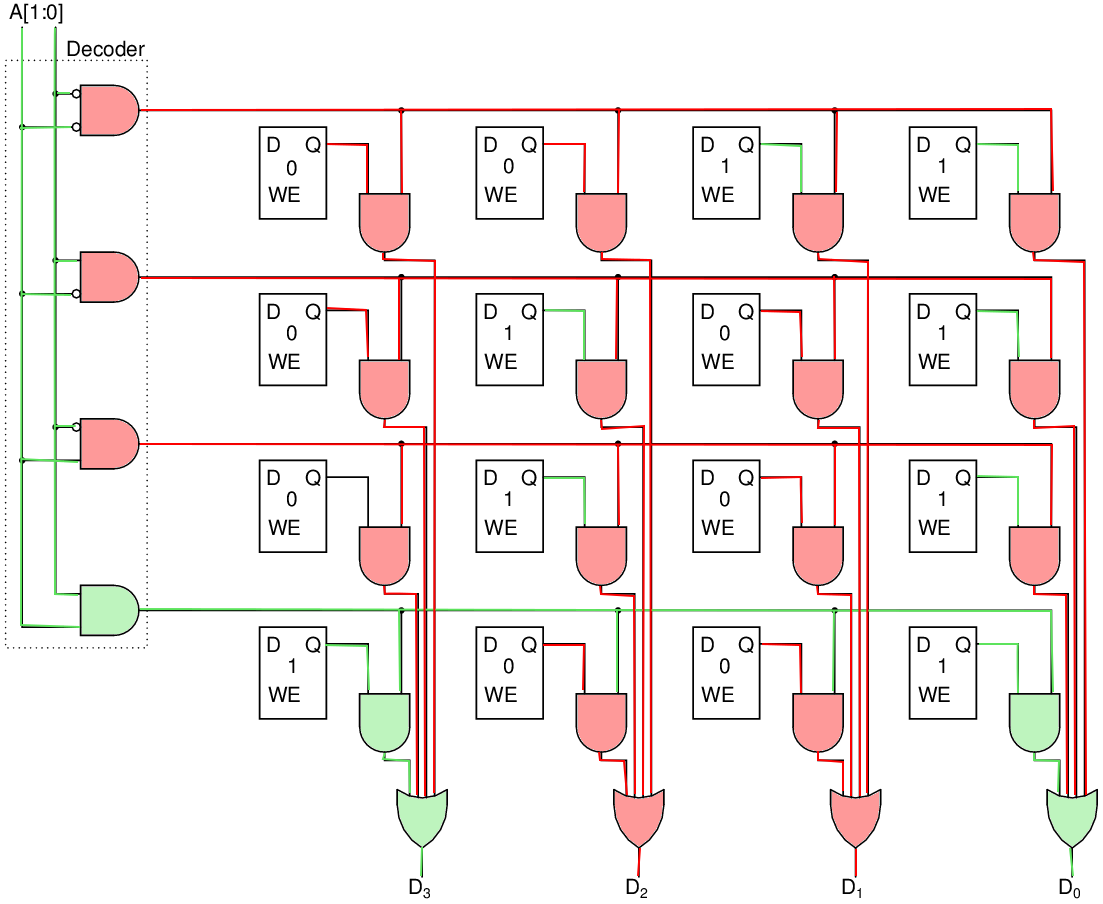 A[1:0]
Decoder
D Q D Q D Q D Q
0 0 1 1
WE WE WE WE
D Q D Q D Q D Q
0 1 0 1
WE WE WE WE
D Q D Q D Q D Q
0 1 0 1
WE WE WE WE
D Q D Q D Q D Q
1 0 0 1
WE WE WE WE
D₃ D₂ D₁ D₀